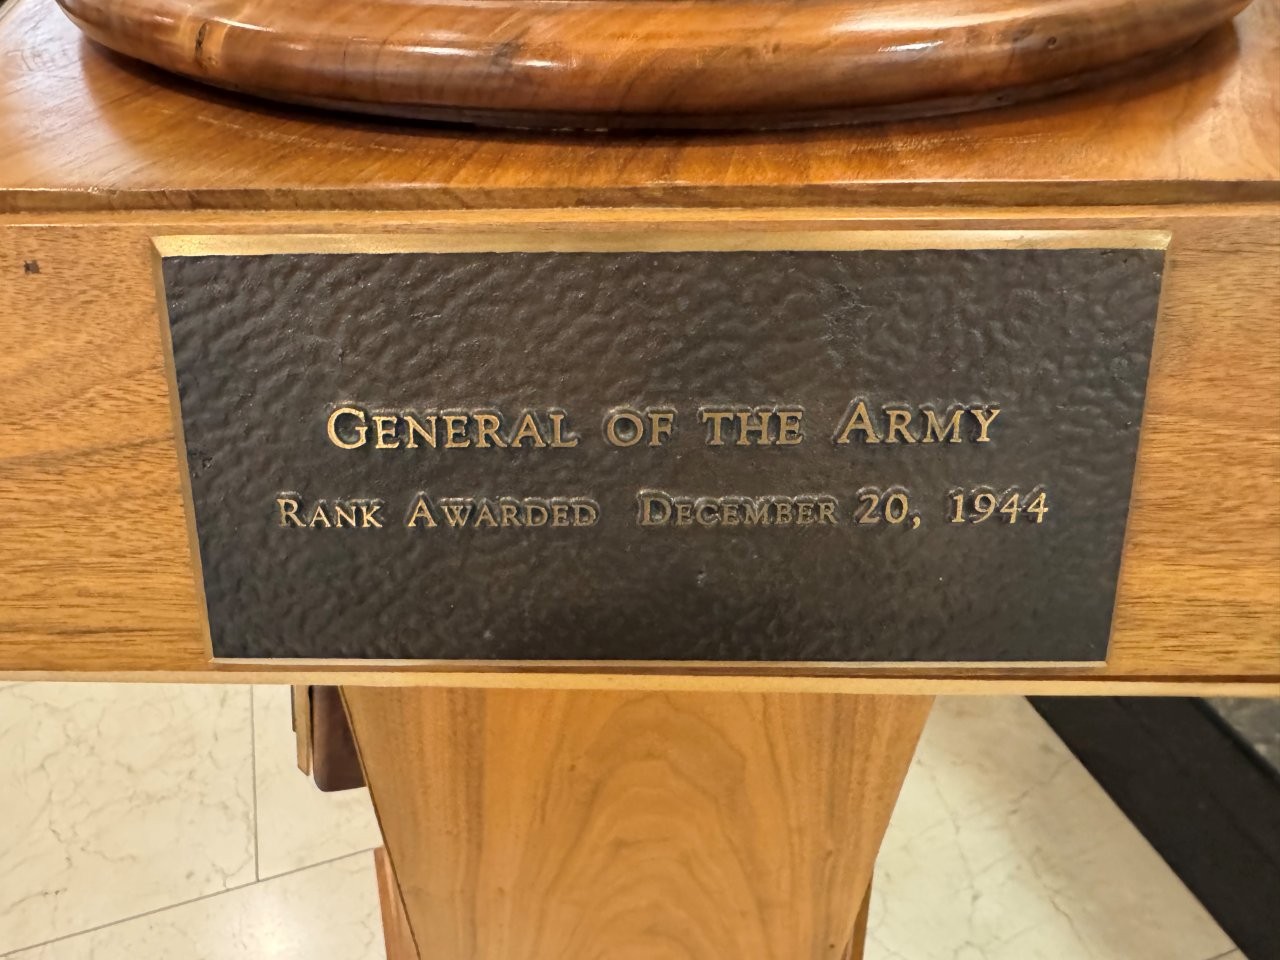 General of the Army
Rank Awarded December 20, 1944